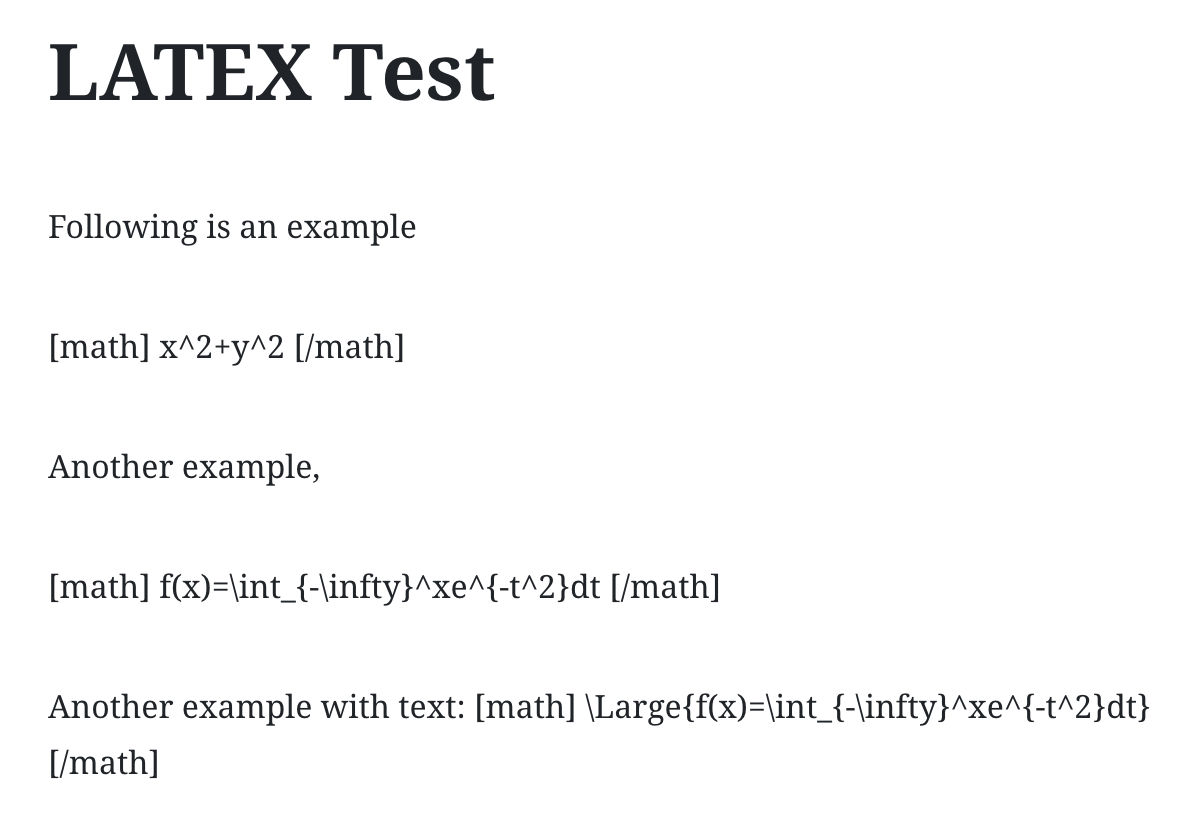 LATEX Test
Following is an example
[math] x^2+y^2 [/math]
Another example,
[math] f(x)=\int_{-\infty}^xe^{-t^2}dt [/math]
Another example with text: [math] \Large{f(x)=\int_{-\infty}^xe^{-t^2}dt}
[/math]